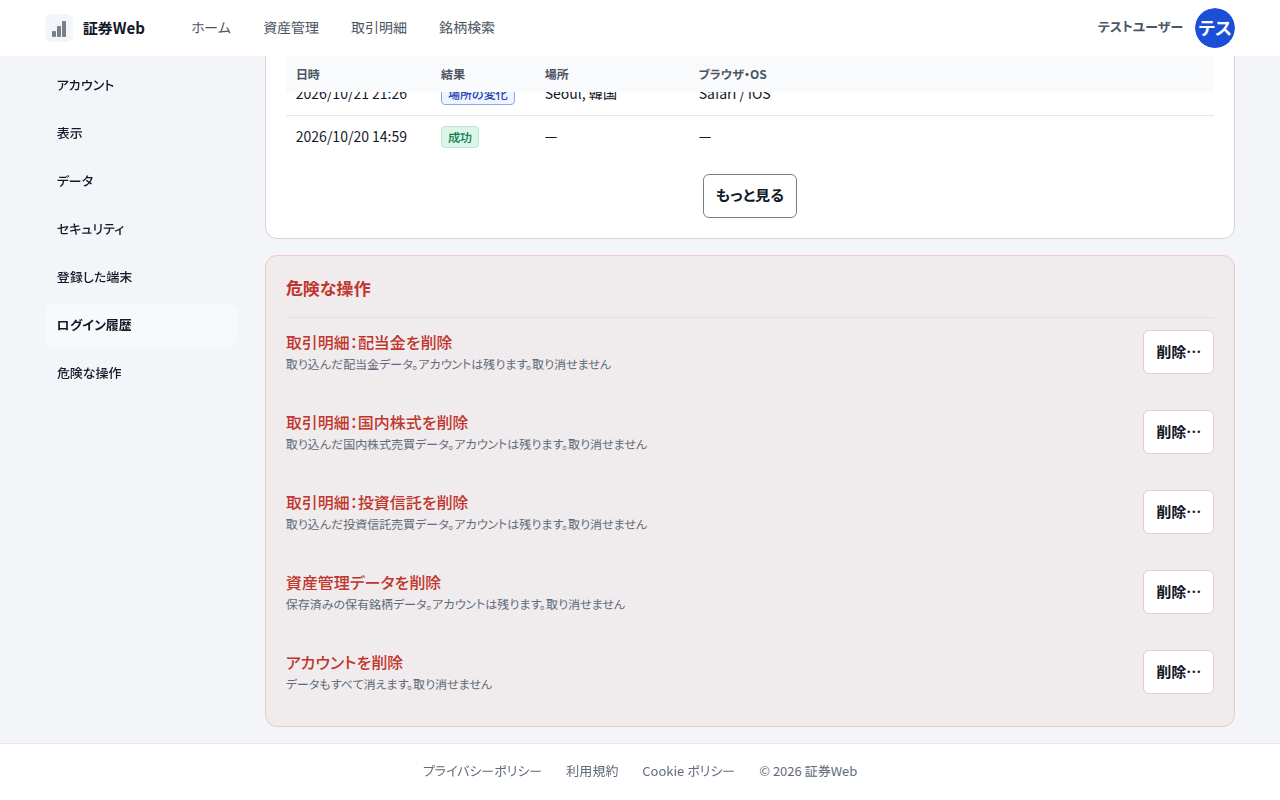 証券Web
ホーム
資産管理
取引明細
銘柄検索
テストユーザー
テス
アカウント
表示
データ
セキュリティ
登録した端末
ログイン履歴
危険な操作
日時 結果 場所 ブラウザ・OS
2026/10/21 21:26 場所の変化 Seoul, 韓国 Safari / iOS
2026/10/20 14:59 成功 — —
もっと見る
危険な操作
取引明細：配当金を削除
取り込んだ配当金データ。アカウントは残ります。取り消せません
削除…
取引明細：国内株式を削除
取り込んだ国内株式売買データ。アカウントは残ります。取り消せません
削除…
取引明細：投資信託を削除
取り込んだ投資信託売買データ。アカウントは残ります。取り消せません
削除…
資産管理データを削除
保存済みの保有銘柄データ。アカウントは残ります。取り消せません
削除…
アカウントを削除
データもすべて消えます。取り消せません
削除…
プライバシーポリシー 利用規約 Cookie ポリシー © 2026 証券Web